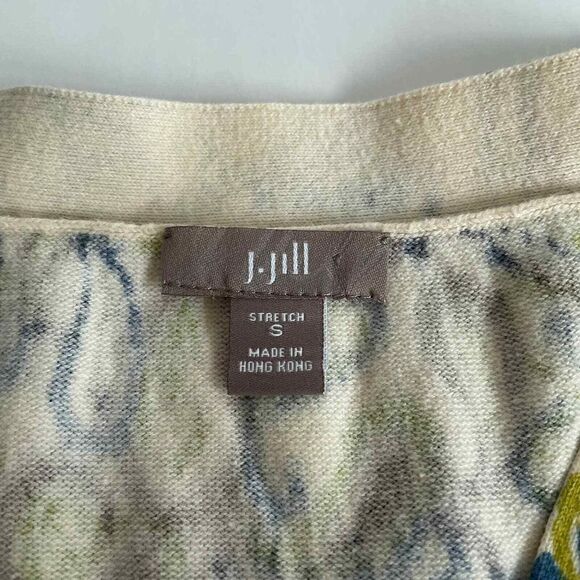 J.Jill
STRETCH
S
MADE IN
HONG KONG